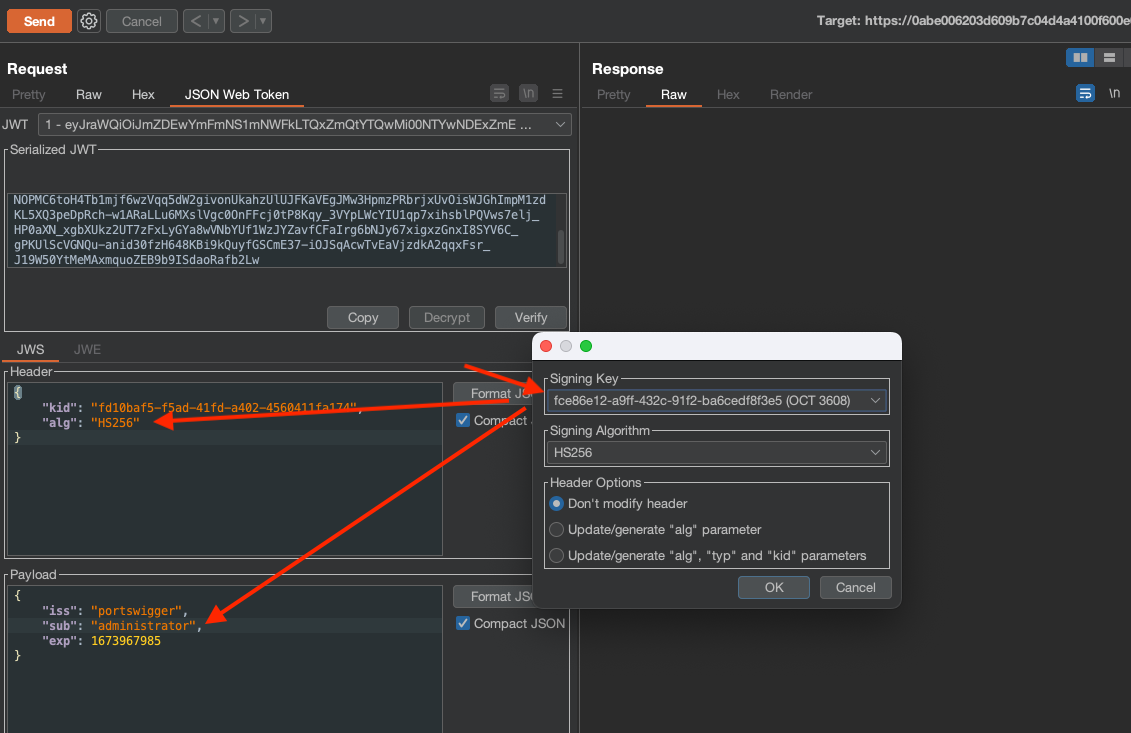 Send
Cancel
<
>
Target: https://0abe006203d609b7c04d4a4100f600e
Request
Pretty
Raw
Hex
JSON Web Token
\n
JWT
1 - eyJraWQiOiJmZDEwYmFmNS1mNWFkLTQxZmQtYTQwMi00NTYwNDExZmE ...
Serialized JWT
NOPMC6toH4Tb1mjf6wzVqq5dW2givonUkahzUlUJFKaVEgJMw3HpmzPRbrjxUvOisWJGhImpM1zd
KL5XQ3peDpRch-w1ARaLLu6MXslVgc0OnFFcj0tP8Kqy_3VYpLWcYIU1qp7xihsblPQVws7elj_
HP0aXN_xgbXUkz2UT7zFxLyGYa8wVNbYUf1WzJYZavfCFaIrg6bNJy67xigxzGnxI8SYV6C_
gPKUlScVGNQu-anid30fzH648KBi9kQuyfGSCmE37-iOJSqAcwTvEaVjzdkA2qqxFsr_
J19W50YtMeMAxmquoZEB9b9ISdaoRafb2Lw
Copy
Decrypt
Verify
JWS
JWE
Header
{
"kid": "fd10baf5-f5ad-41fd-a402-4560411fa174",
"alg": "HS256"
}
Format JSO
Compact J
Payload
{
"iss": "portswigger",
"sub": "administrator",
"exp": 1673967985
}
Format JSO
Compact JSON
Response
Pretty
Raw
Hex
Render
\n
Signing Key
fce86e12-a9ff-432c-91f2-ba6cedf8f3e5 (OCT 3608)
Signing Algorithm
HS256
Header Options
Don't modify header
Update/generate "alg" parameter
Update/generate "alg", "typ" and "kid" parameters
OK
Cancel